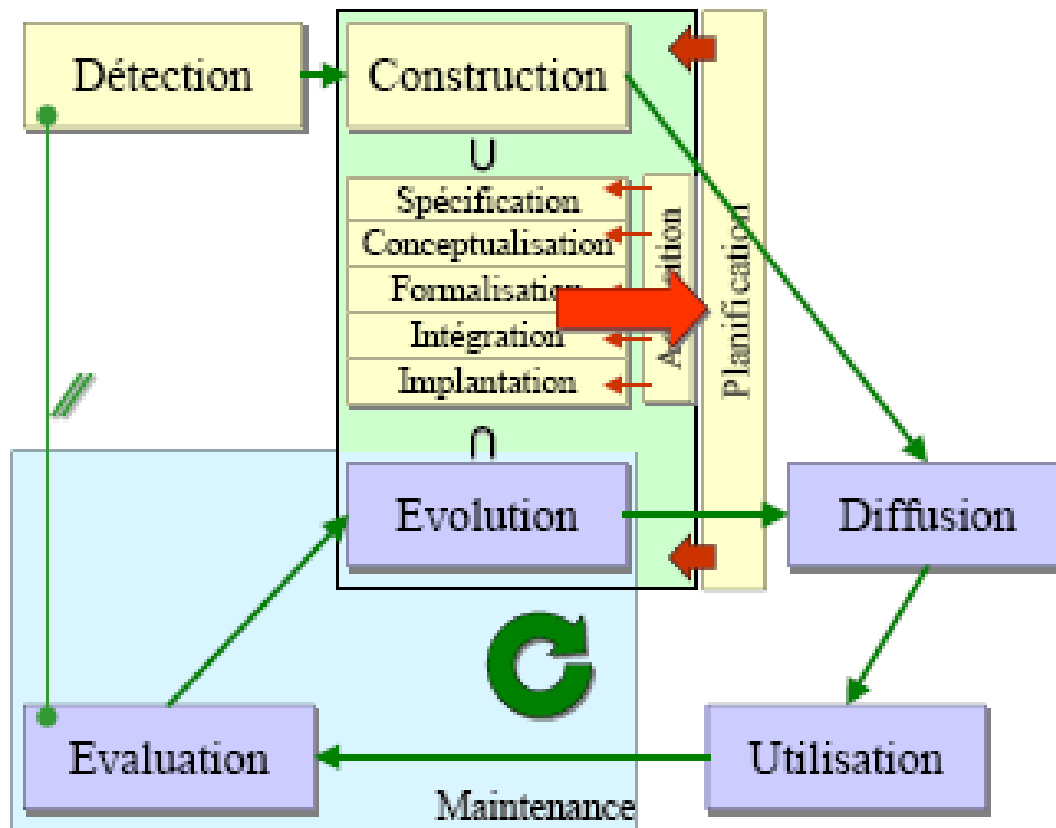 Détection
Construction
∪
Spécification
Conceptualisation
Formalisation
Intégration
Implantation
Planification
∩
Evolution
Diffusion
Evaluation
Utilisation
Maintenance